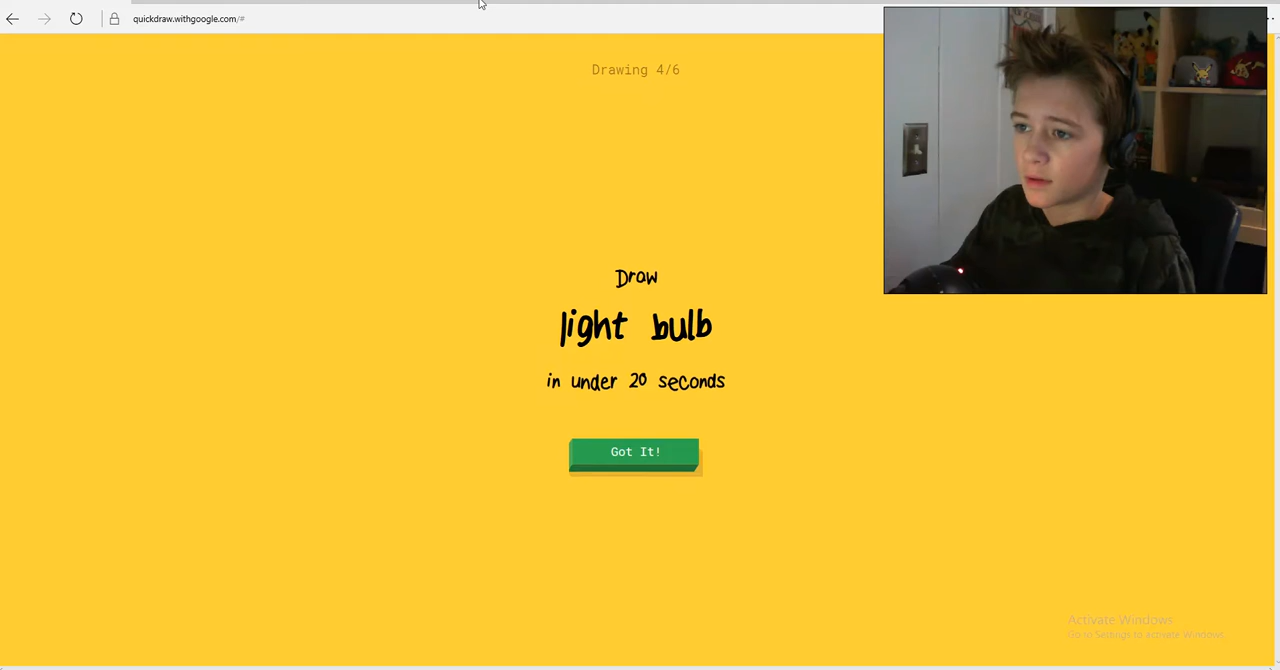 quickdraw.withgoogle.com/#
Drawing 4/6
Draw
light bulb
in under 20 seconds
Got It!
Activate Windows
Go to Settings to activate Windows.